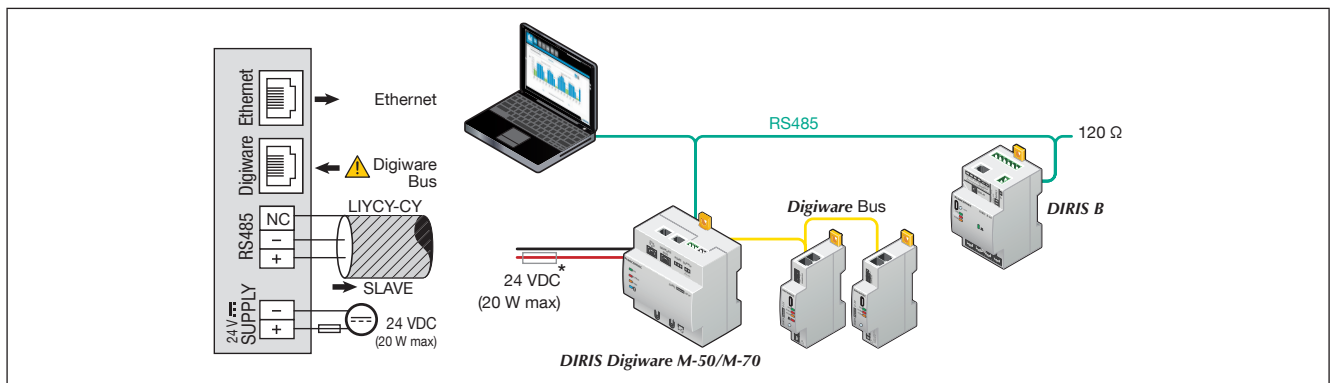 Ethernet
Ethernet
Digiware
Digiware
Bus
RS485
NC
−
+
LIYCY-CY
SLAVE
24 V
SUPPLY
−
+
24 VDC
(20 W max)
RS485
120 Ω
Digiware Bus
DIRIS B
24 VDC
*
(20 W max)
DIRIS Digiware M-50/M-70